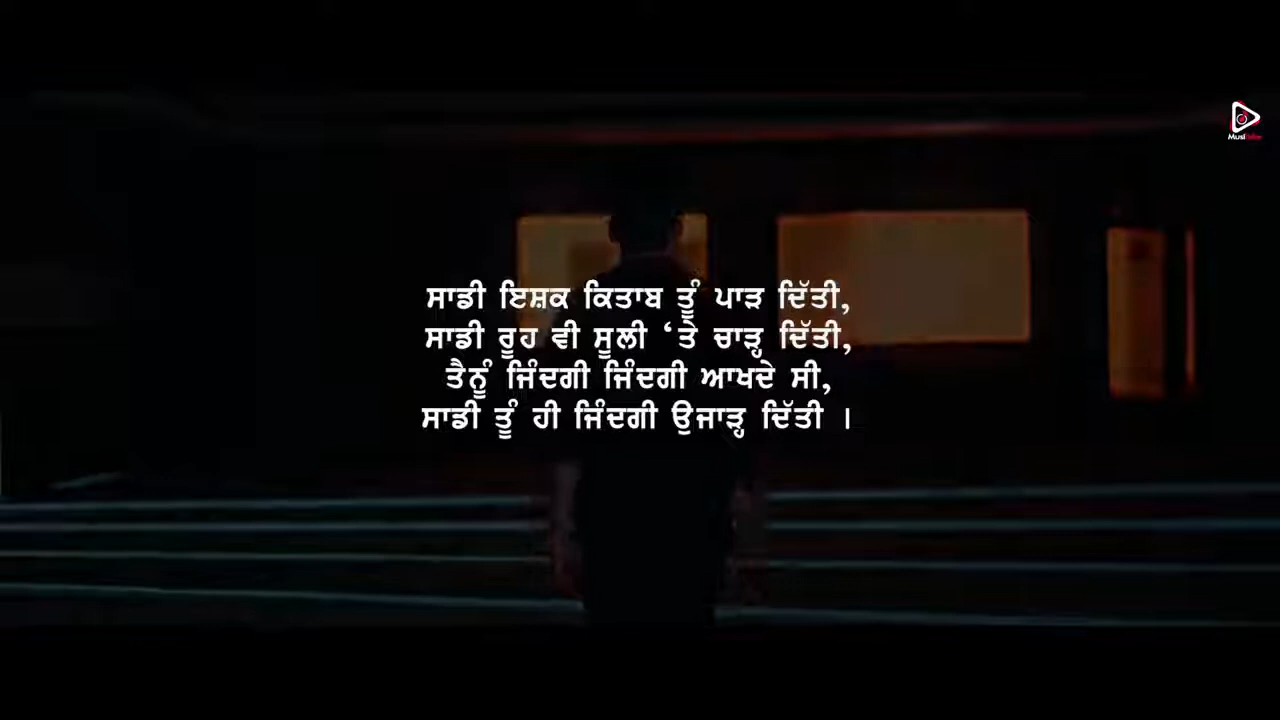 ਸਾਡੀ ਇਸ਼ਕ ਕਿਤਾਬ ਤੂੰ ਪਾੜ ਦਿੱਤੀ,
ਸਾਡੀ ਰੂਹ ਵੀ ਸੂਲੀ ‘ਤੇ ਚਾੜ੍ਹ ਦਿੱਤੀ,
ਤੈਨੂੰ ਜਿੰਦਗੀ ਜਿੰਦਗੀ ਆਖਦੇ ਸੀ,
ਸਾਡੀ ਤੂੰ ਹੀ ਜਿੰਦਗੀ ਉਜਾੜ੍ਹ ਦਿੱਤੀ ।